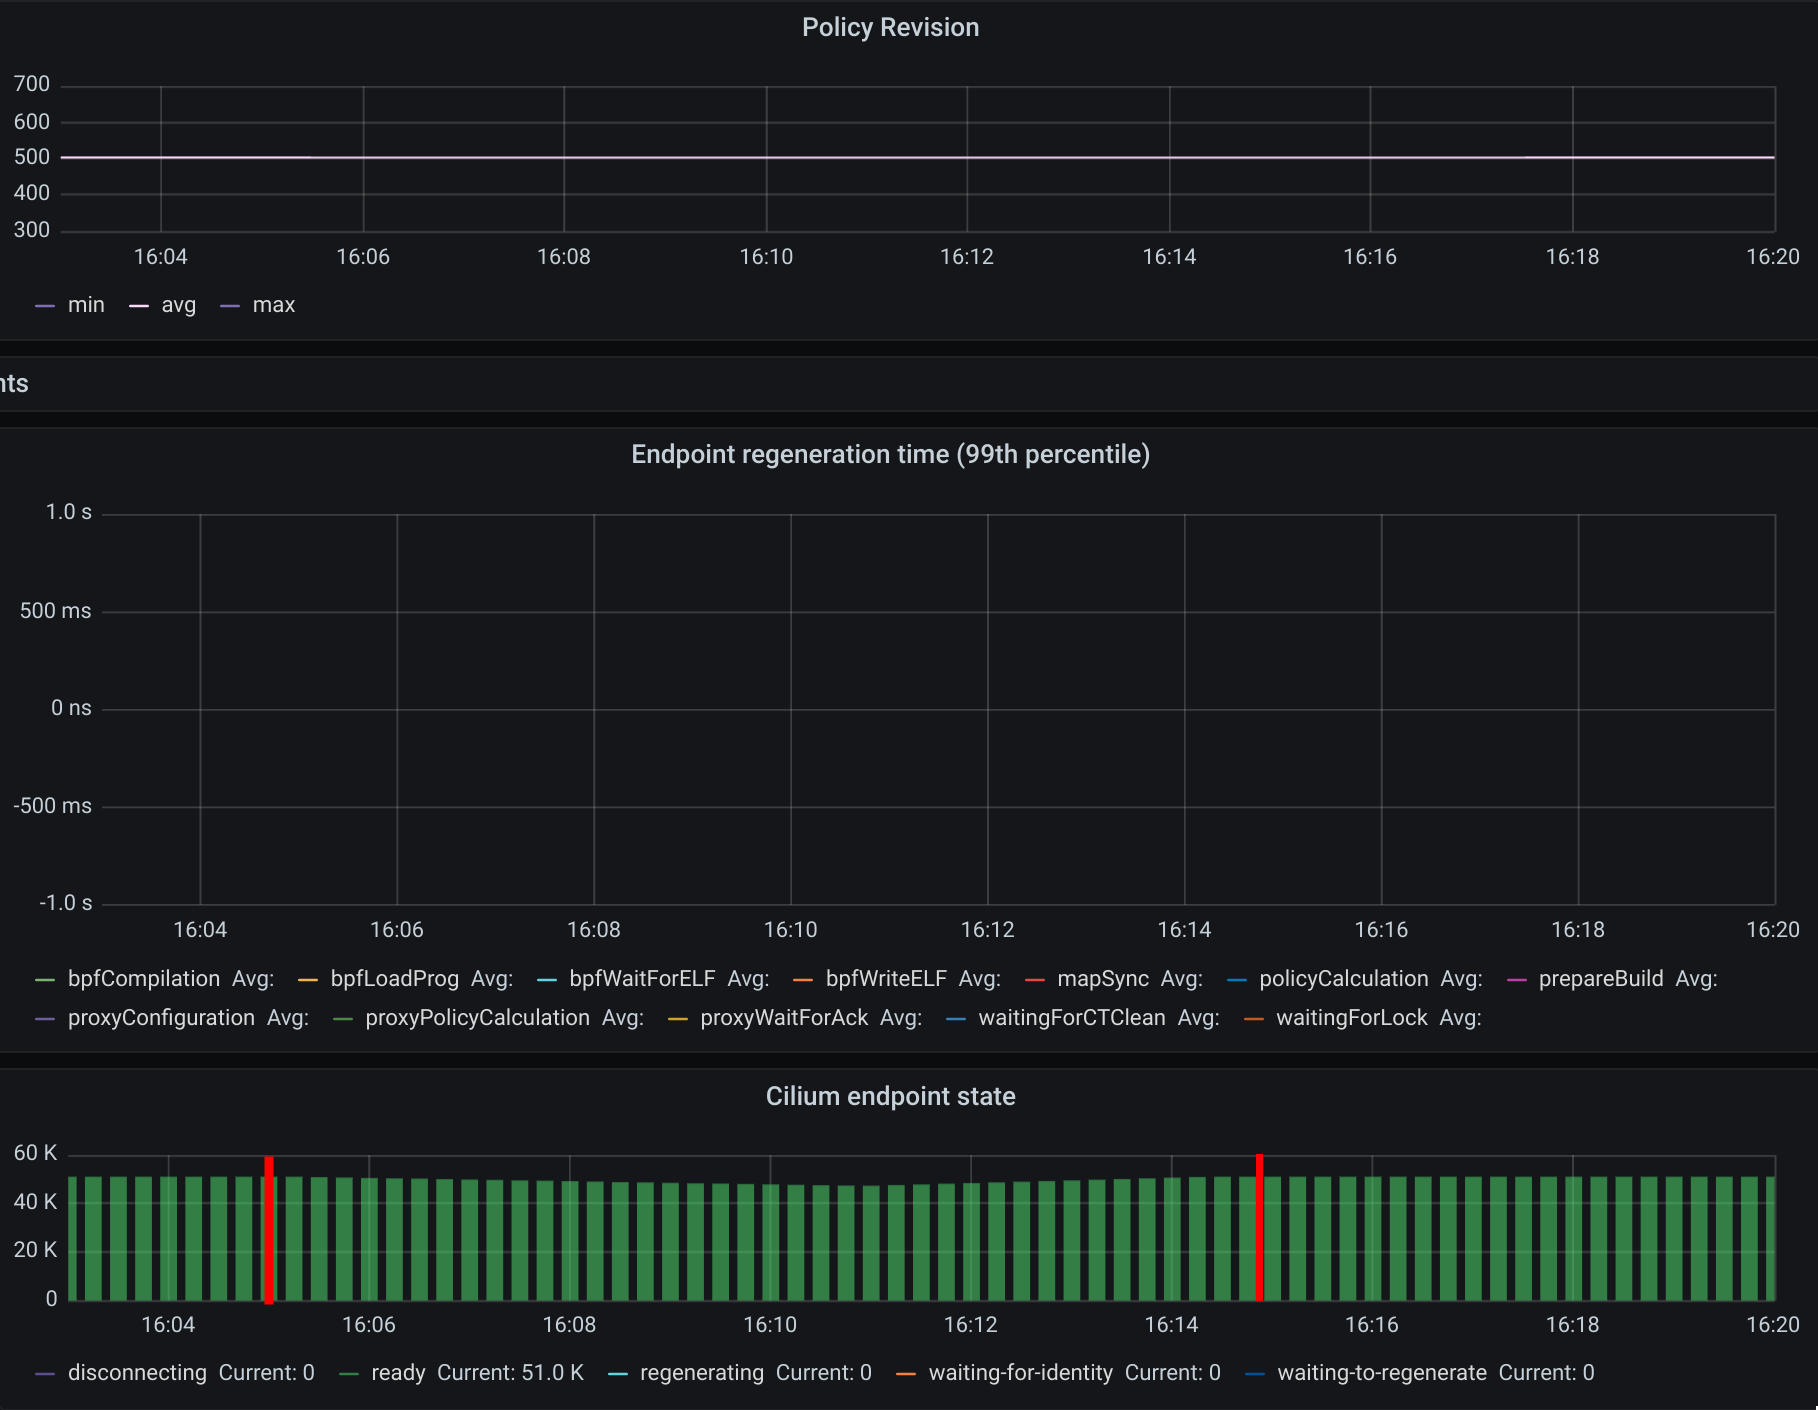 Policy Revision
700
600
500
400
300
16:04 16:06 16:08 16:10 16:12 16:14 16:16 16:18 16:20
min avg max
nts
Endpoint regeneration time (99th percentile)
1.0 s
500 ms
0 ns
-500 ms
-1.0 s
16:04 16:06 16:08 16:10 16:12 16:14 16:16 16:18 16:20
bpfCompilation Avg: bpfLoadProg Avg: bpfWaitForELF Avg: bpfWriteELF Avg: mapSync Avg: policyCalculation Avg: prepareBuild Avg:
proxyConfiguration Avg: proxyPolicyCalculation Avg: proxyWaitForAck Avg: waitingForCTClean Avg: waitingForLock Avg:
Cilium endpoint state
60 K
40 K
20 K
0
16:04 16:06 16:08 16:10 16:12 16:14 16:16 16:18 16:20
disconnecting Current: 0 ready Current: 51.0 K regenerating Current: 0 waiting-for-identity Current: 0 waiting-to-regenerate Current: 0